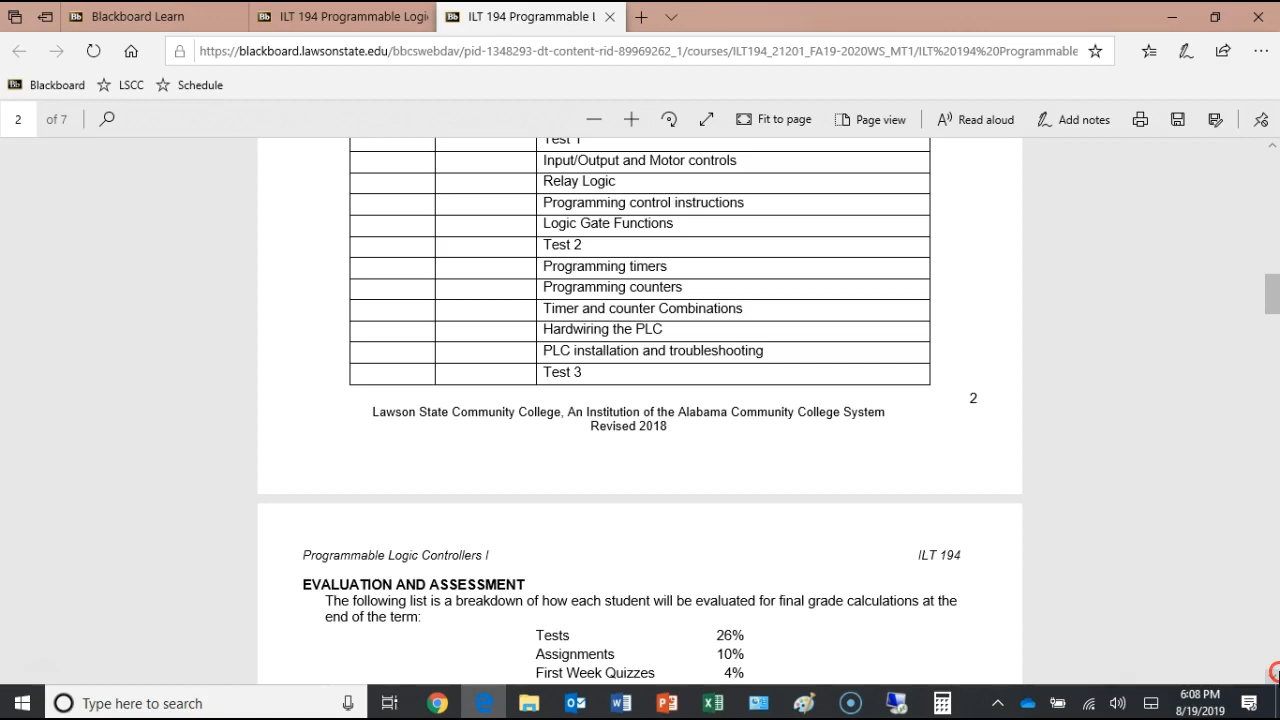 Blackboard Learn
ILT 194 Programmable Logi
ILT 194 Programmable L
https://blackboard.lawsonstate.edu/bbcswebdav/pid-1348293-dt-content-rid-89969262_1/courses/ILT194_21201_FA19-2020WS_MT1/ILT%20194%20Programmable
Blackboard LSCC Schedule
2 of 7 Fit to page Page view Read aloud Add notes
Test 1
Input/Output and Motor controls
Relay Logic
Programming control instructions
Logic Gate Functions
Test 2
Programming timers
Programming counters
Timer and counter Combinations
Hardwiring the PLC
PLC installation and troubleshooting
Test 3
2
Lawson State Community College, An Institution of the Alabama Community College System
Revised 2018
Programmable Logic Controllers I ILT 194
EVALUATION AND ASSESSMENT
The following list is a breakdown of how each student will be evaluated for final grade calculations at the
end of the term:
Tests 26%
Assignments 10%
First Week Quizzes 4%
Type here to search
6:08 PM
8/19/2019